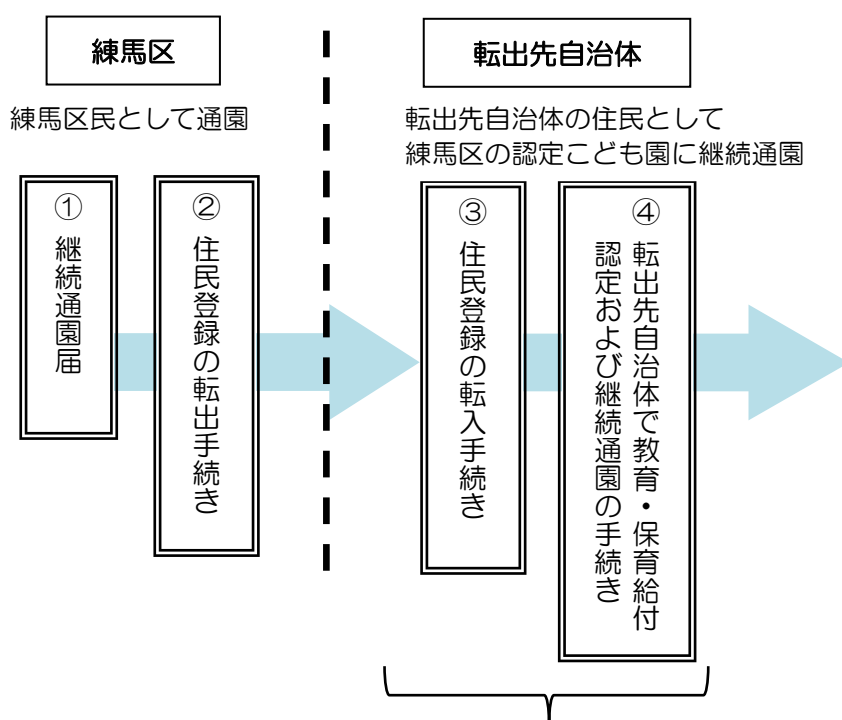 練馬区
練馬区民として通園
①
継続通園届
②
住民登録の転出手続き
転出先自治体
転出先自治体の住民として
練馬区の認定こども園に継続通園
③
住民登録の転入手続き
④
転出先自治体で教育・保育給付
認定および継続通園の手続き